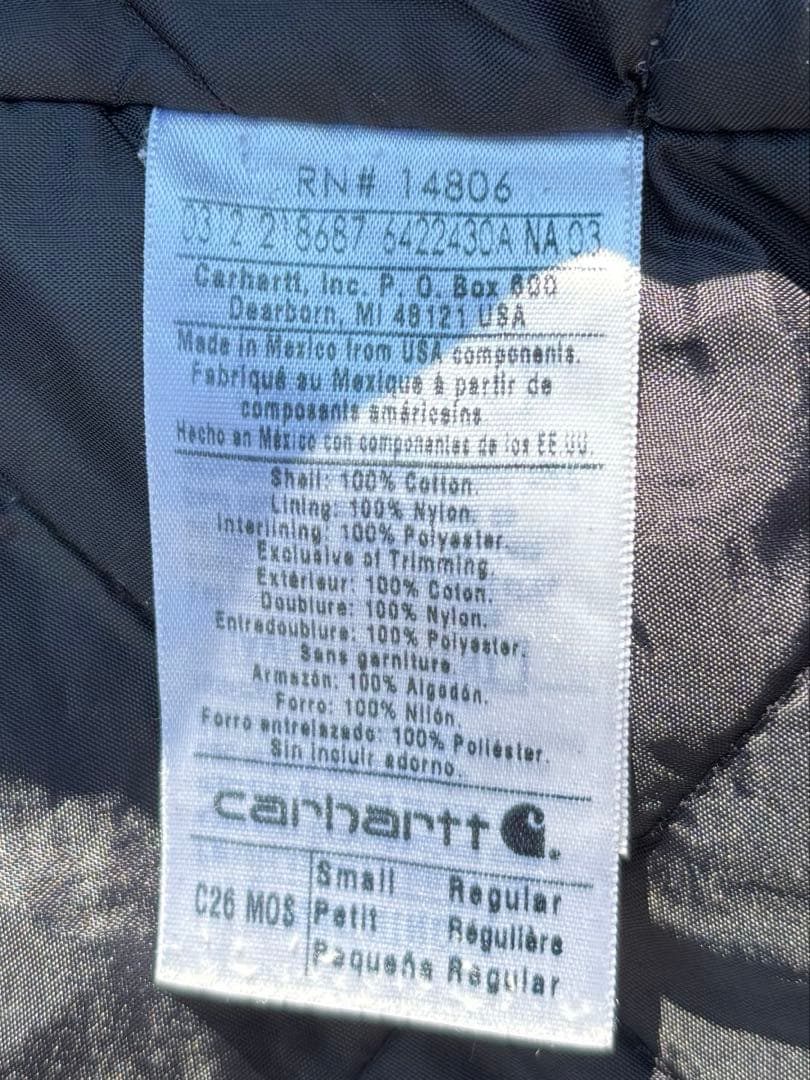 RN# 14806
03 2 2 8687 6422430A NA 03
Carhartt, Inc. P. O. Box 600
Dearborn, MI 48121 USA
Made in Mexico from USA components.
Fabriqué au Mexique à partir de
composants américains
Hecho en México con componentes de los EE.UU.
Shell: 100% Cotton.
Lining: 100% Nylon.
Interlining: 100% Polyester.
Exclusive of Trimming.
Extérieur: 100% Coton.
Doublure: 100% Nylon.
Entredoublure: 100% Polyester.
Sans garniture.
Armazón: 100% Algodón.
Forro: 100% Nilón.
Forro entrelazado: 100% Poliéster.
Sin incluir adorno.
carhartt
C26 MOS
Small Regular
Petit Régulière
Pequeña Regular